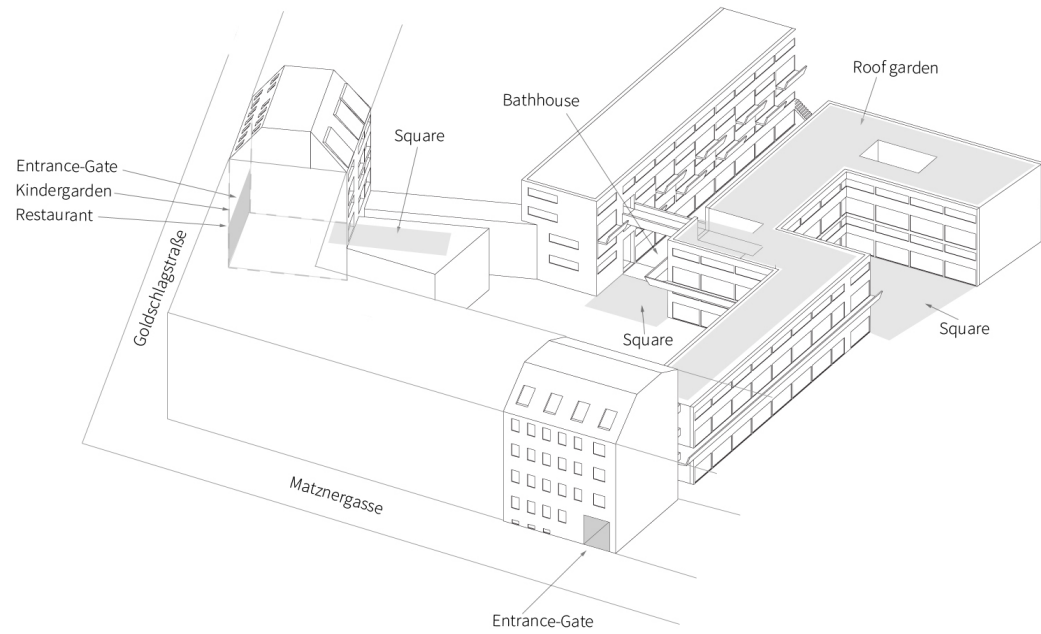 Roof garden
Bathhouse
Square
Entrance-Gate
Kindergarden
Restaurant
Goldschlagstraße
Square
Square
Matznergasse
Entrance-Gate